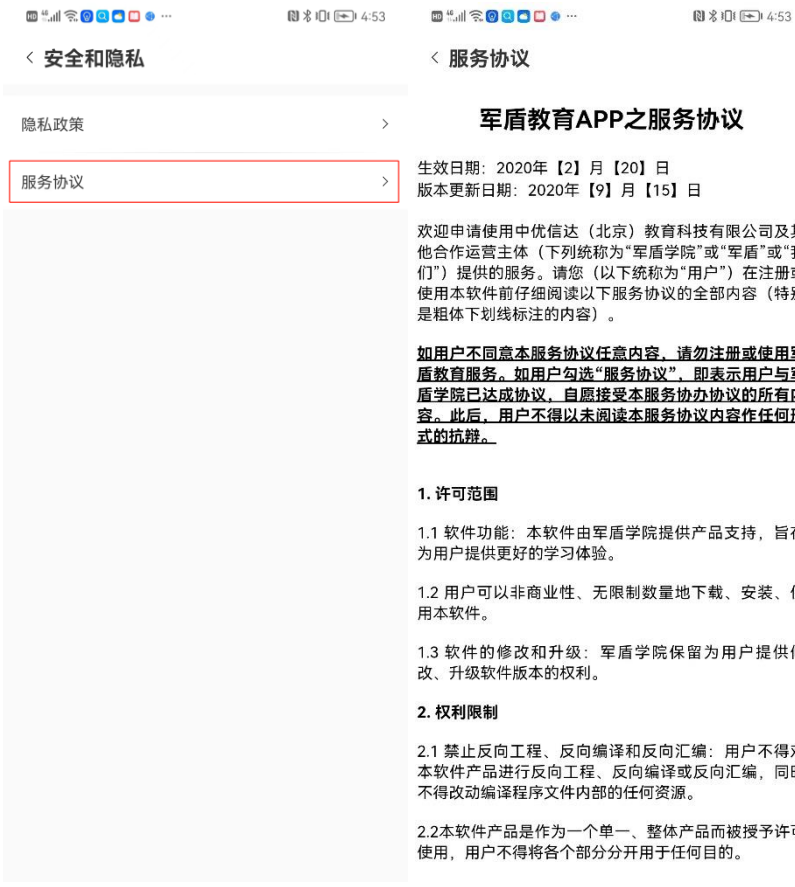 HD 4:53
安全和隐私
隐私政策
服务协议
HD 4:53
服务协议
军盾教育APP之服务协议
生效日期：2020年【2】月【20】日
版本更新日期：2020年【9】月【15】日
欢迎申请使用中优信达（北京）教育科技有限公司及
他合作运营主体（下列统称为“军盾学院”或“军盾”或“
们”）提供的服务。请您（以下统称为“用户”）在注册
使用本软件前仔细阅读以下服务协议的全部内容（特
是粗体下划线标注的内容）。
如用户不同意本服务协议任意内容，请勿注册或使用
盾教育服务。如用户勾选“服务协议”，即表示用户与
盾学院已达成协议，自愿接受本服务协办协议的所有
容。此后，用户不得以未阅读本服务协议内容作任何
式的抗辩。
1. 许可范围
1.1 软件功能：本软件由军盾学院提供产品支持，旨
为用户提供更好的学习体验。
1.2 用户可以非商业性、无限制数量地下载、安装、
用本软件。
1.3 软件的修改和升级：军盾学院保留为用户提供
改、升级软件版本的权利。
2. 权利限制
2.1 禁止反向工程、反向编译和反向汇编：用户不得
本软件产品进行反向工程、反向编译或反向汇编，同
不得改动编译程序文件内部的任何资源。
2.2本软件产品是作为一个单一、整体产品而被授予许
使用，用户不得将各个部分分开用于任何目的。